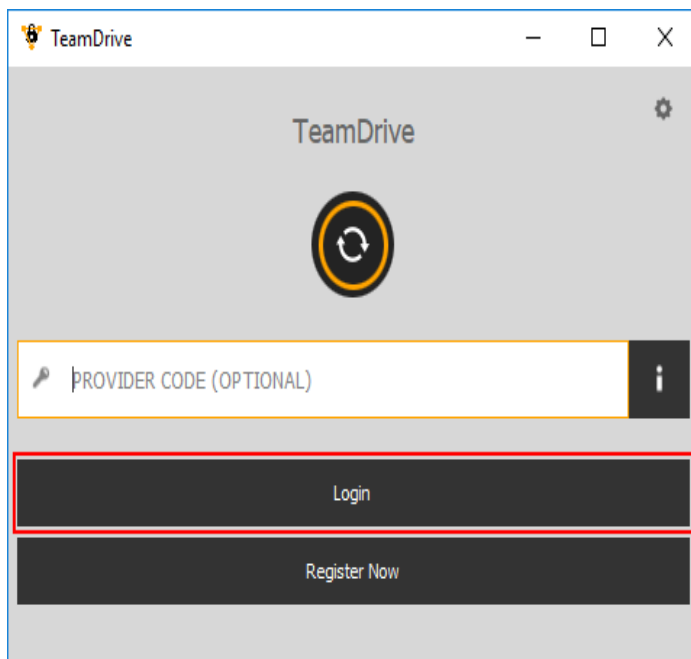 TeamDrive
TeamDrive
PROVIDER CODE (OPTIONAL)
i
Login
Register Now